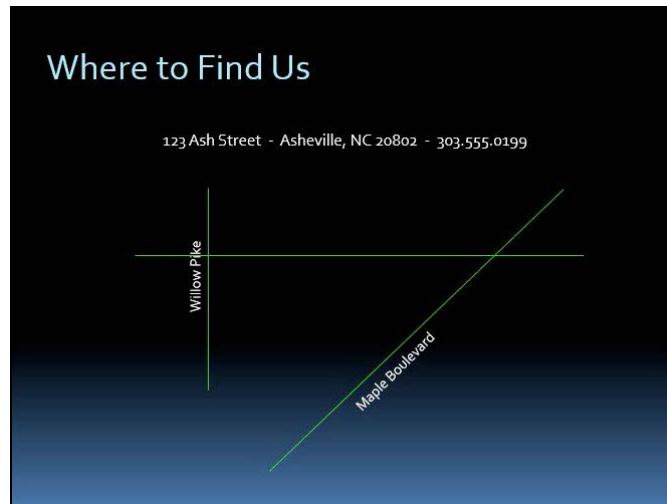 Where to Find Us
123 Ash Street - Asheville, NC 20802 - 303.555.0199
Willow Pike
Maple Boulevard